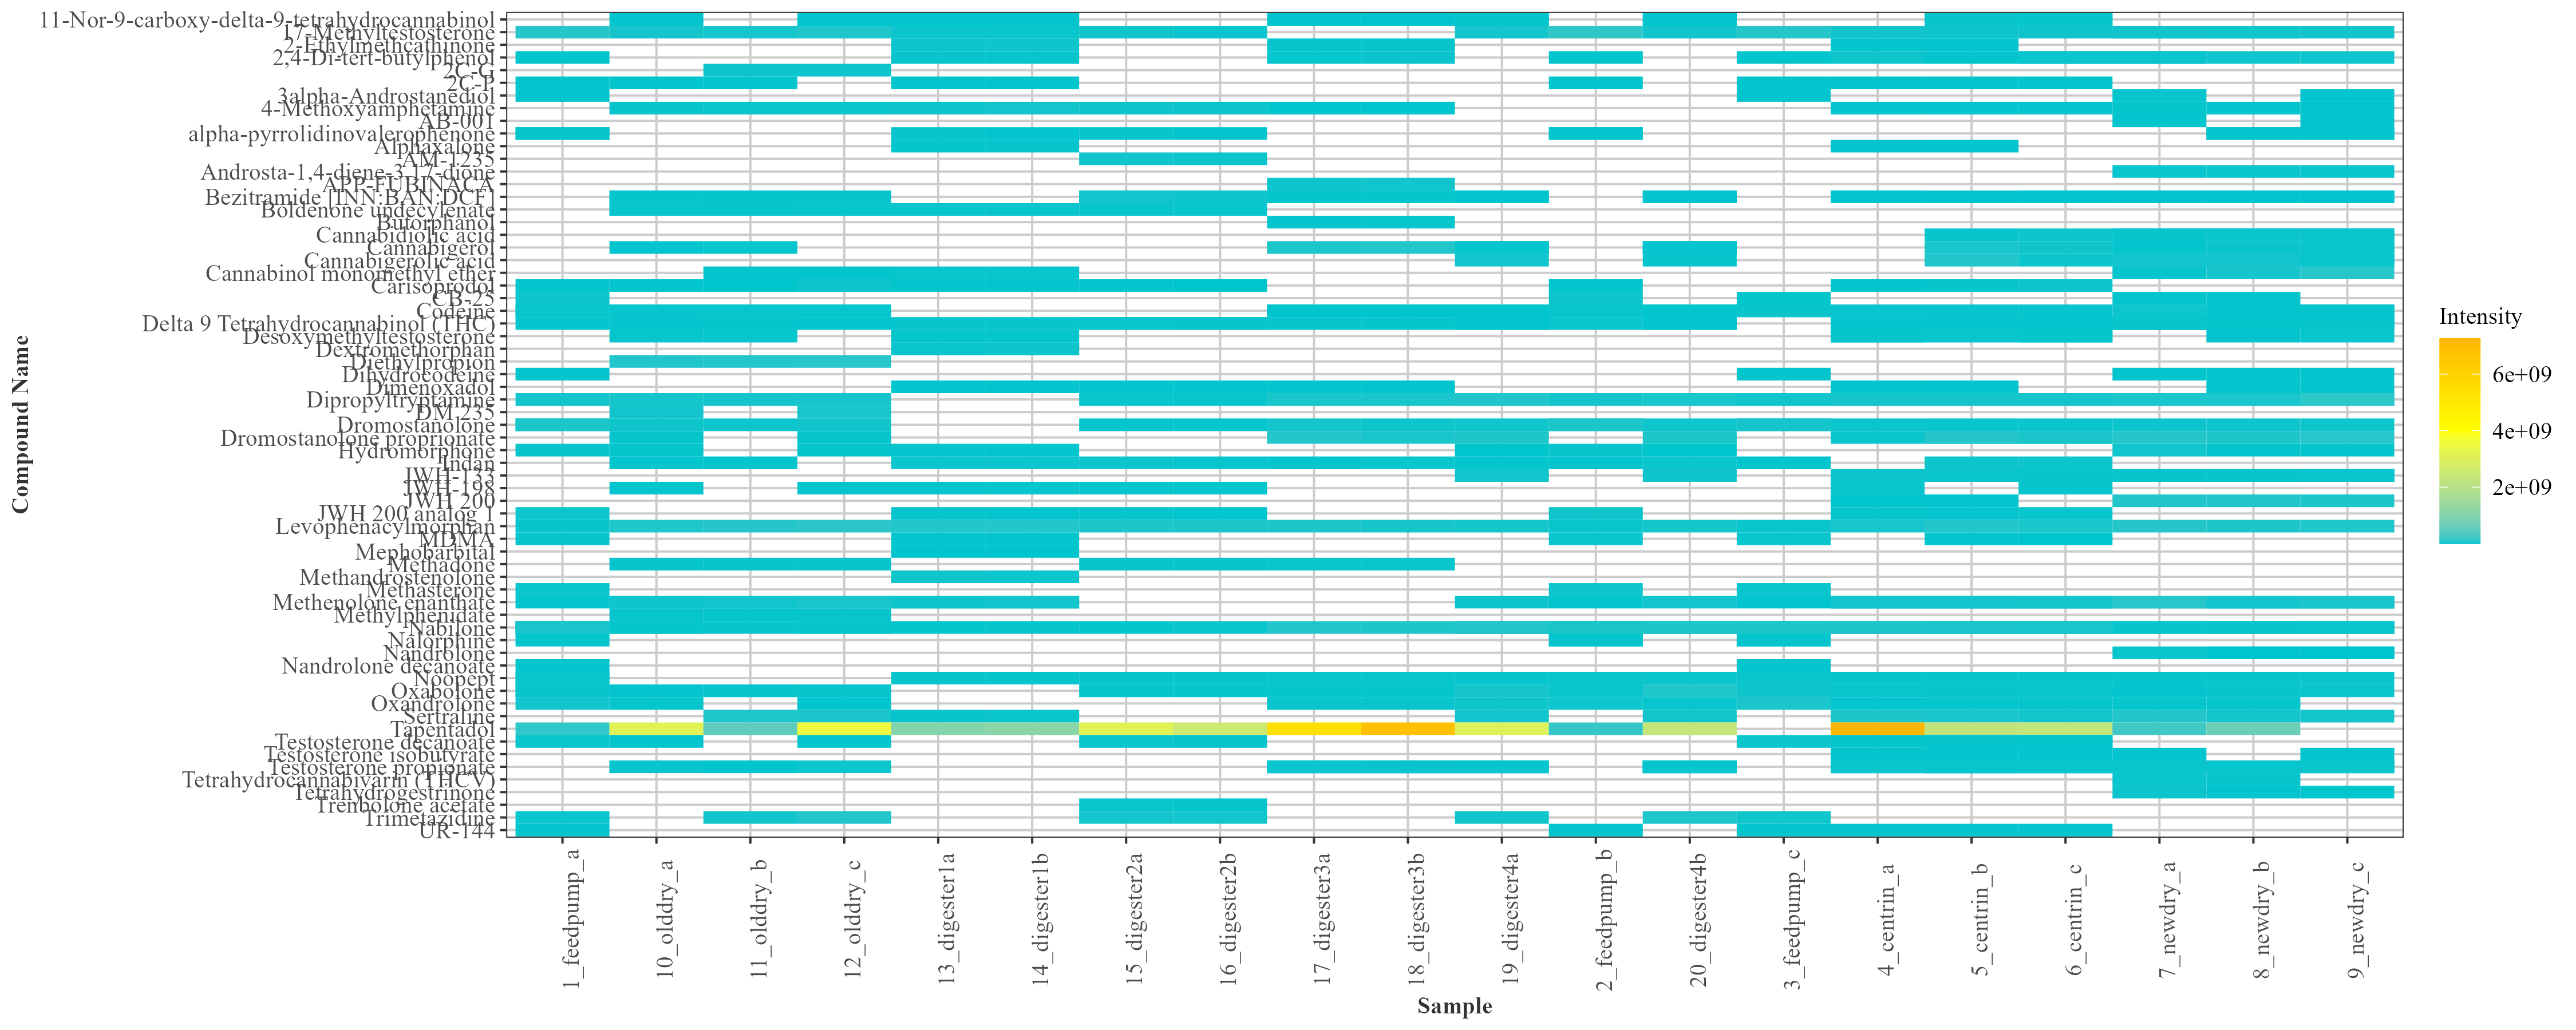 11-Nor-9-carboxy-delta-9-tetrahydrocannabinol
17-Methyltestosterone
2-Ethylmethcathinone
2,4-Di-tert-butylphenol
2C-G
2C-P
3alpha-Androstanediol
4-Methoxyamphetamine
AB-001
alpha-pyrrolidinovalerophenone
Alphaxalone
AM-1235
Androsta-1,4-diene-3,17-dione
APP-FUBINACA
Bezitramide [INN:BAN:DCF]
Boldenone undecylenate
Butorphanol
Cannabidiolic acid
Cannabigerol
Cannabigerolic acid
Cannabinol monomethyl ether
Carisoprodol
CB-25
Codeine
Delta 9 Tetrahydrocannabinol (THC)
Desoxymethyltestosterone
Dextromethorphan
Diethylpropion
Dihydrocodeine
Dimenoxadol
Dipropyltryptamine
DM 235
Dromostanolone
Dromostanolone proprionate
Hydromorphone
Indan
JWH-133
JWH-198
JWH 200
JWH 200 analog 1
Levophenacylmorphan
MDMA
Mephobarbital
Methadone
Methandrostenolone
Methasterone
Methenolone enanthate
Methylphenidate
Nabilone
Nalorphine
Nandrolone
Nandrolone decanoate
Noopept
Oxabolone
Oxandrolone
Sertraline
Tapentadol
Testosterone decanoate
Testosterone isobutyrate
Testosterone propionate
Tetrahydrocannabivarin (THCV)
Tetrahydrogestrinone
Trenbolone acetate
Trimetazidine
UR-144
Compound Name
1_feedpump_a
10_olddry_a
11_olddry_b
12_olddry_c
13_digester1a
14_digester1b
15_digester2a
16_digester2b
17_digester3a
18_digester3b
19_digester4a
2_feedpump_b
20_digester4b
3_feedpump_c
4_centrin_a
5_centrin_b
6_centrin_c
7_newdry_a
8_newdry_b
9_newdry_c
Sample
Intensity
6e+09
4e+09
2e+09